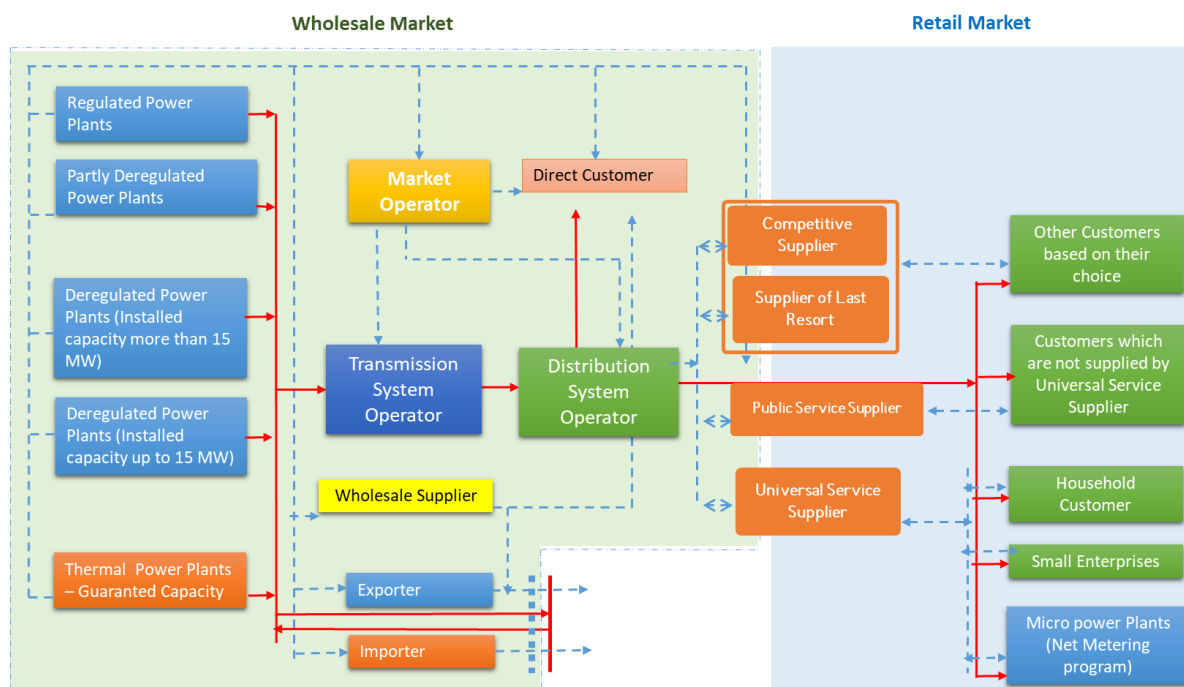 Wholesale Market
Retail Market
Regulated Power
Plants
Partly Deregulated
Power Plants
Deregulated Power
Plants (Installed
capacity more than 15
MW)
Deregulated Power
Plants (Installed
capacity up to 15 MW)
Thermal Power Plants
– Guaranted Capacity
Market
Operator
Direct Customer
Transmission
System
Operator
Distribution
System
Operator
Wholesale Supplier
Exporter
Importer
Competitive
Supplier
Supplier of Last
Resort
Public Service Supplier
Universal Service
Supplier
Other Customers
based on their
choice
Customers which
are not supplied by
Universal Service
Supplier
Household
Customer
Small Enterprises
Micro power Plants
(Net Metering
program)